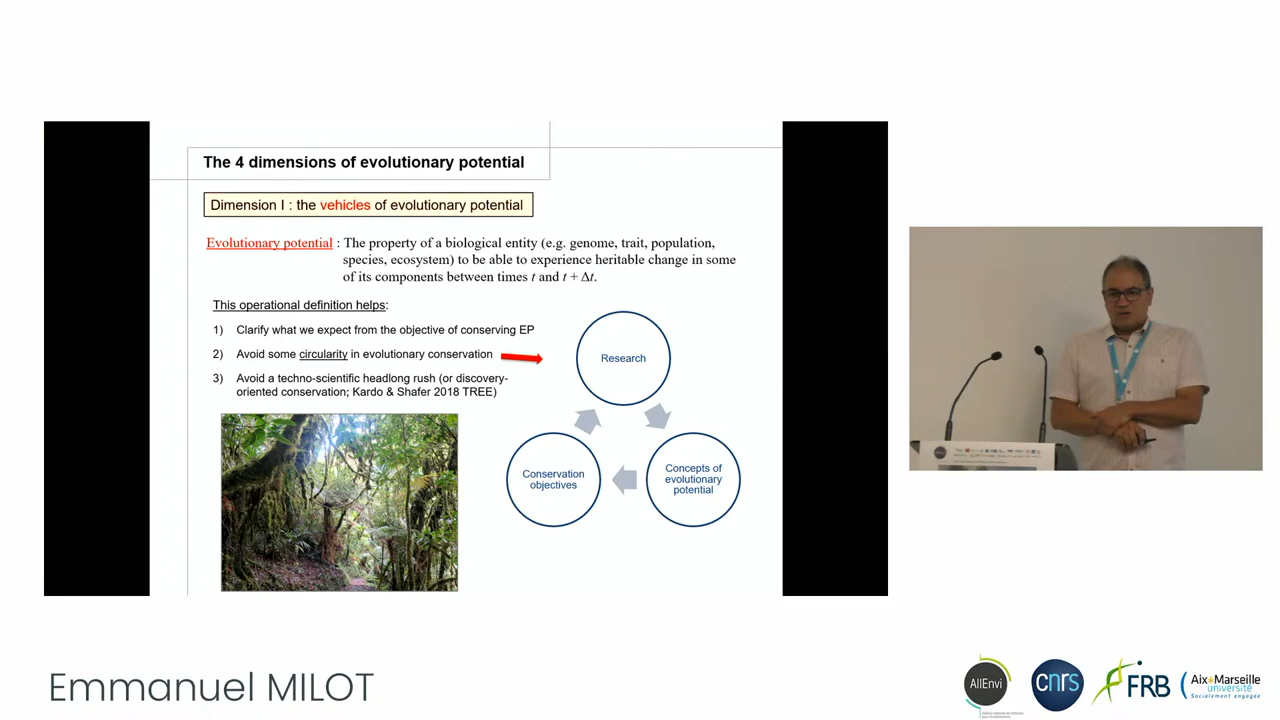 The 4 dimensions of evolutionary potential
Dimension I : the vehicles of evolutionary potential
Evolutionary potential : The property of a biological entity (e.g. genome, trait, population,
species, ecosystem) to be able to experience heritable change in some
of its components between times t and t + Δt.
This operational definition helps:
1) Clarify what we expect from the objective of conserving EP
2) Avoid some circularity in evolutionary conservation
3) Avoid a techno-scientific headlong rush (or discovery-
oriented conservation; Kardo & Shafer 2018 TREE)
Research
Conservation
objectives
Concepts of
evolutionary
potential
Emmanuel MILOT
AllEnvi
cnrs
FRB
Aix Marseille
université
Socialement engagée